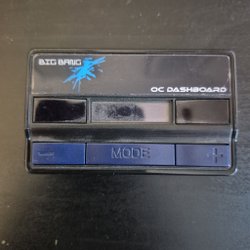 BIG BANG
OC DASHBOARD
– MODE +